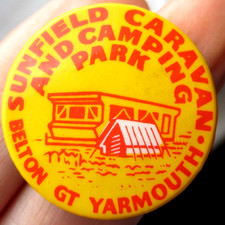 SUNFIELD CARAVAN
AND CAMPING
PARK
BELTON GT YARMOUTH